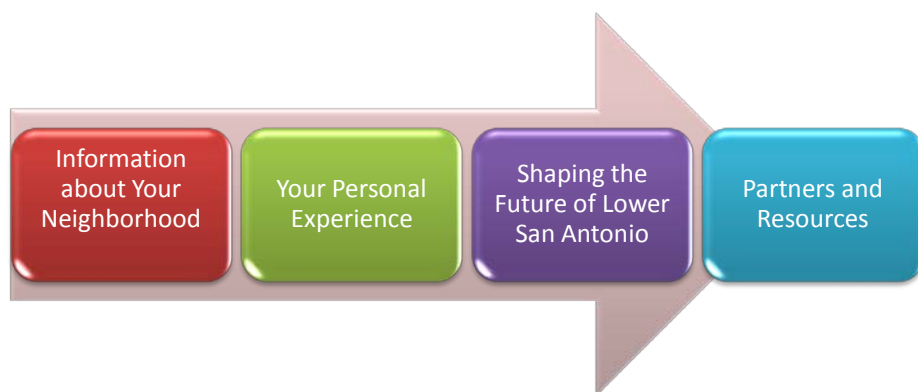 Information
about Your
Neighborhood
Your Personal
Experience
Shaping the
Future of Lower
San Antonio
Partners and
Resources